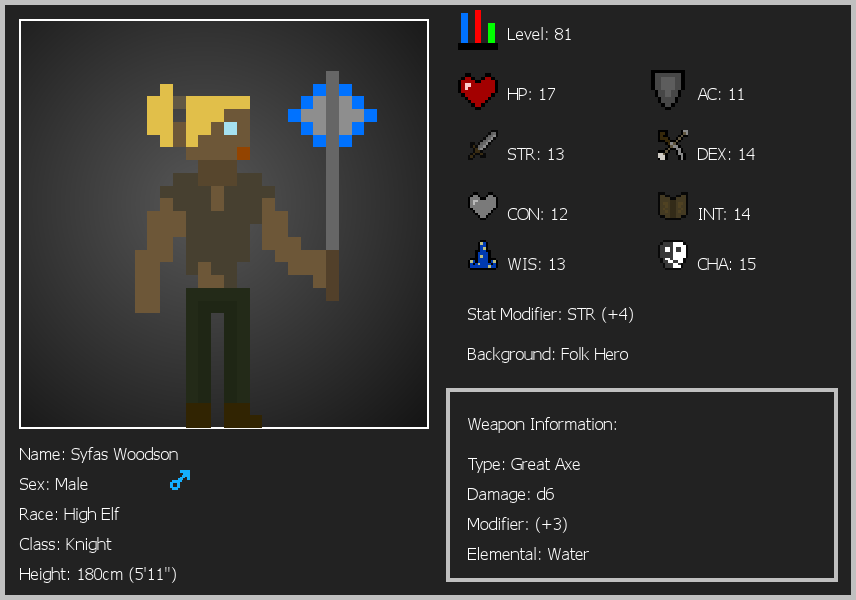 Level: 81
HP: 17
AC: 11
STR: 13
DEX: 14
CON: 12
INT: 14
WIS: 13
CHA: 15
Stat Modifier: STR (+4)
Background: Folk Hero
Weapon Information:
Type: Great Axe
Damage: d6
Modifier: (+3)
Elemental: Water
Name: Syfas Woodson
Sex: Male
Race: High Elf
Class: Knight
Height: 180cm (5'11")